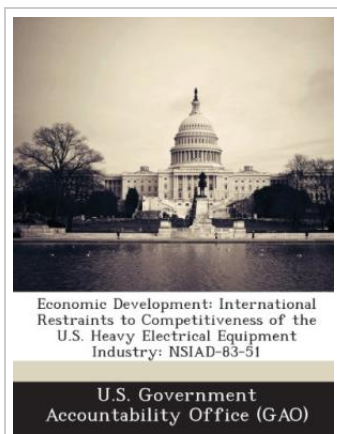 Economic Development: International
Restraints to Competitiveness of the
U.S. Heavy Electrical Equipment
Industry: NSIAD-83-51
U.S. Government
Accountability Office (GAO)